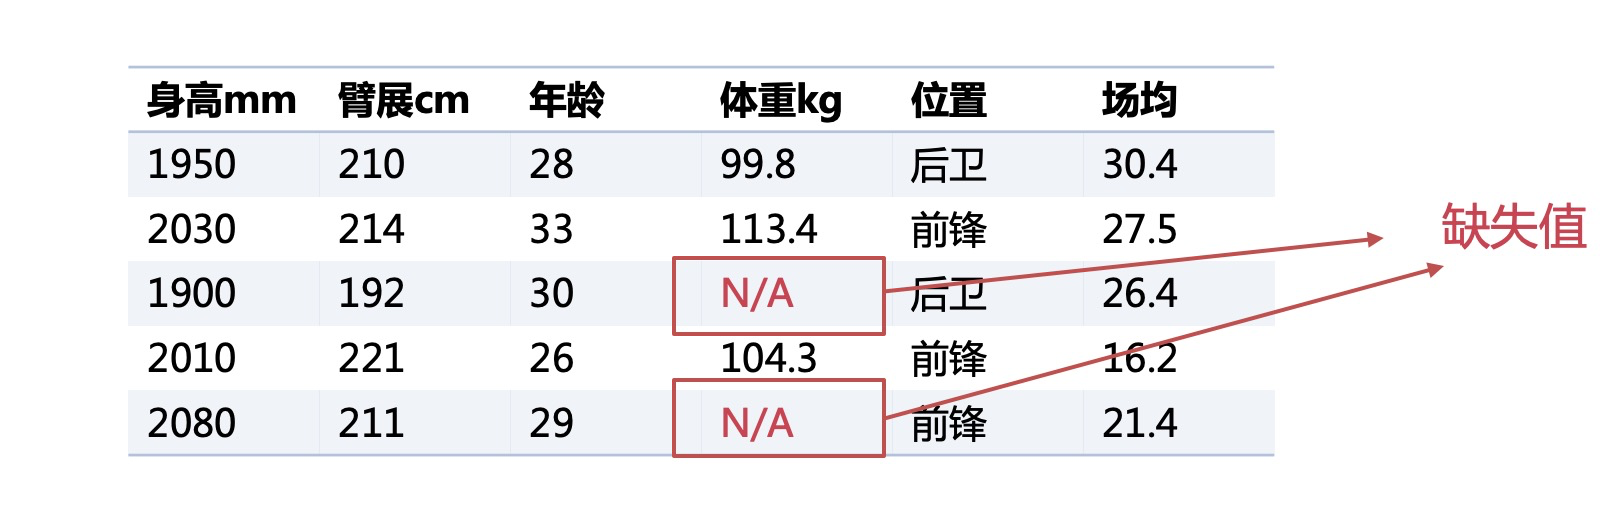 身高mm 臂展cm 年龄 体重kg 位置 场均
1950 210 28 99.8 后卫 30.4
2030 214 33 113.4 前锋 27.5
缺失值
1900 192 30 N/A 后卫 26.4
2010 221 26 104.3 前锋 16.2
2080 211 29 N/A 前锋 21.4